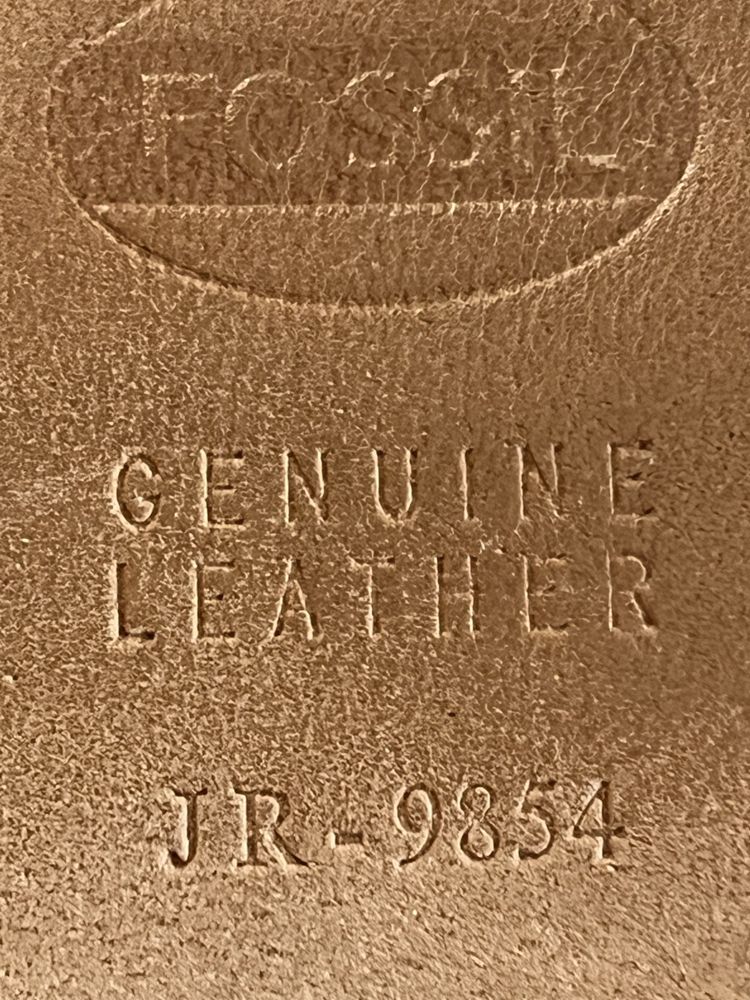 FOSSIL
GENUINE
LEATHER
JR-9854